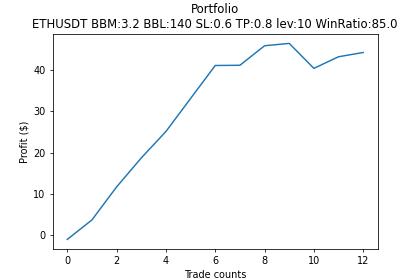 Portfolio
ETHUSDT BBM:3.2 BBL:140 SL:0.6 TP:0.8 lev:10 WinRatio:85.0
Profit ($)
40
30
20
10
0
0 2 4 6 8 10 12
Trade counts